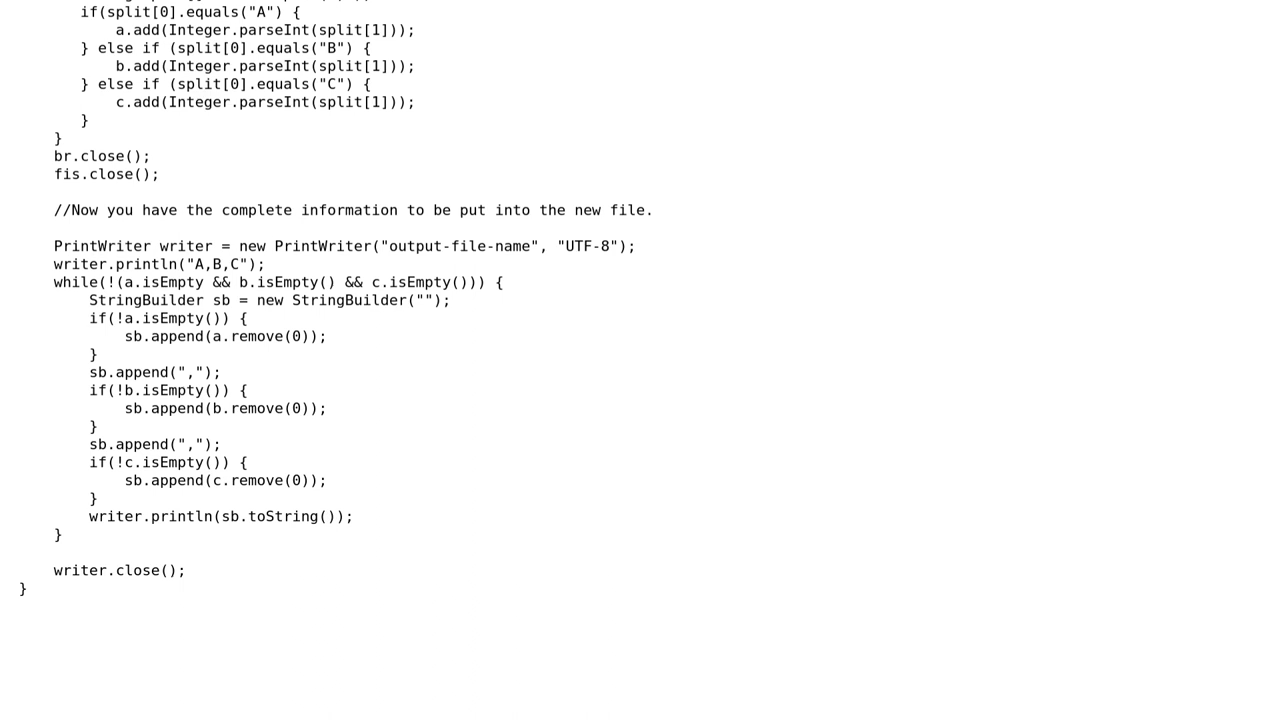 if(split[0].equals("A") {
a.add(Integer.parseInt(split[1]));
} else if (split[0].equals("B") {
b.add(Integer.parseInt(split[1]));
} else if (split[0].equals("C") {
c.add(Integer.parseInt(split[1]));
}
}
br.close();
fis.close();
//Now you have the complete information to be put into the new file.
PrintWriter writer = new PrintWriter("output-file-name", "UTF-8");
writer.println("A,B,C");
while(!(a.isEmpty && b.isEmpty() && c.isEmpty())) {
StringBuilder sb = new StringBuilder("");
if(!a.isEmpty()) {
sb.append(a.remove(0));
}
sb.append(",");
if(!b.isEmpty()) {
sb.append(b.remove(0));
}
sb.append(",");
if(!c.isEmpty()) {
sb.append(c.remove(0));
}
writer.println(sb.toString());
}
writer.close();
}